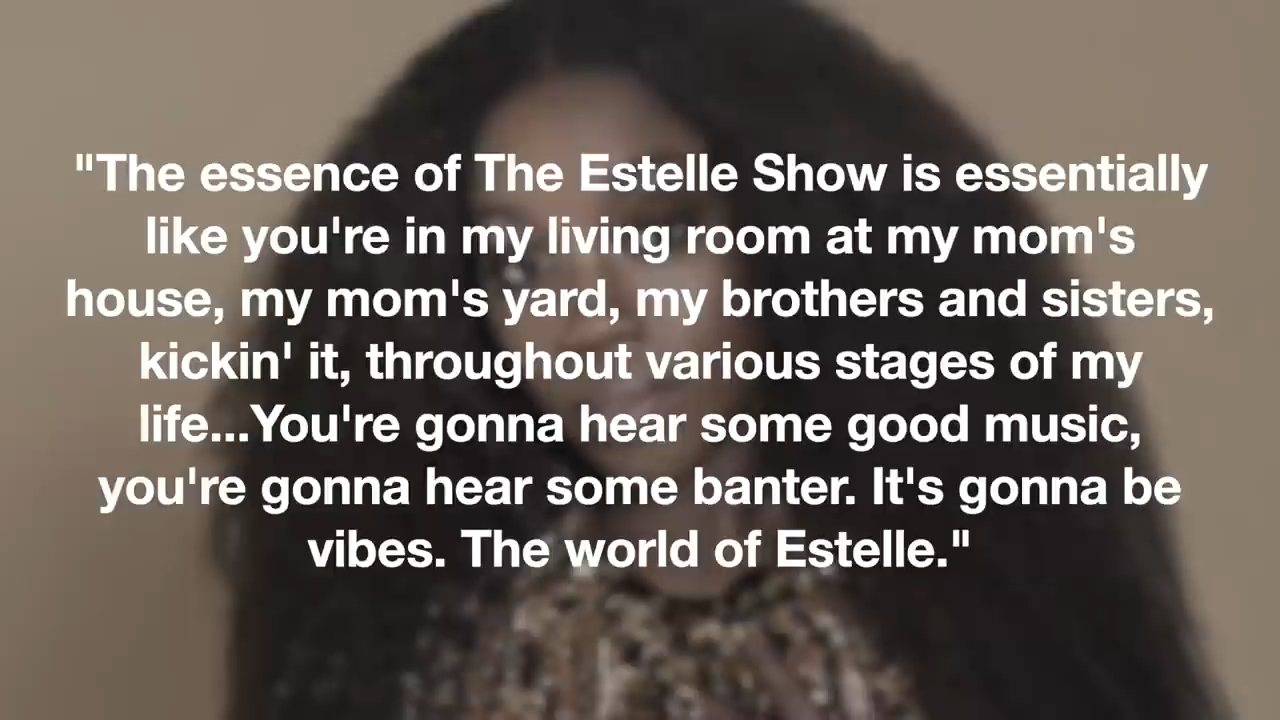 "The essence of The Estelle Show is essentially
like you're in my living room at my mom's
house, my mom's yard, my brothers and sisters,
kickin' it, throughout various stages of my
life...You're gonna hear some good music,
you're gonna hear some banter. It's gonna be
vibes. The world of Estelle."